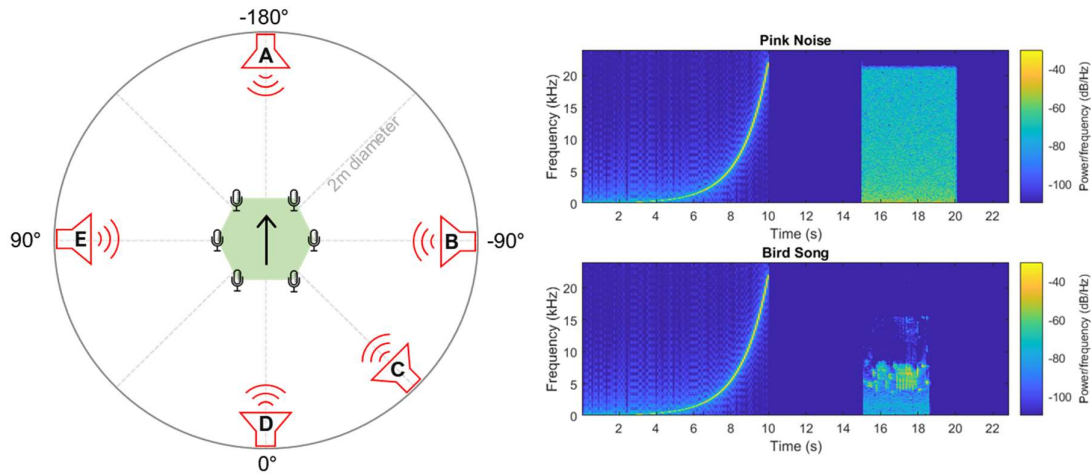 -180°
A
2m diameter
90°
E
B
-90°
C
D
0°
Pink Noise
Frequency (kHz)
20
15
10
5
0
2 4 6 8 10 12 14 16 18 20 22
Time (s)
-40
-60
-80
-100
Power/frequency (dB/Hz)
Bird Song
Frequency (kHz)
20
15
10
5
0
2 4 6 8 10 12 14 16 18 20 22
Time (s)
-40
-60
-80
-100
Power/frequency (dB/Hz)